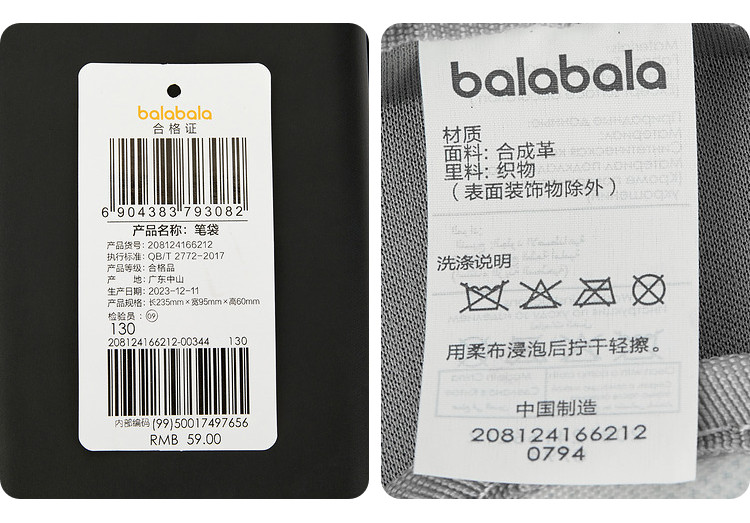 balabala
合格证
6 904383 793082
产品名称: 笔袋
产品货号: 208124166212
执行标准: QB/T 2772-2017
产品等级: 合格品
产 地: 广东中山
生产日期: 2023-12-11
产品规格: 长235mm×宽95mm×高60mm
检验员: 09
130
208124166212-00344 130
内部编码 (99)50017497656
RMB 59.00
balabala
材质
面料: 合成革
里料: 织物
(表面装饰物除外)
洗涤说明
用柔布浸泡后拧干轻擦。
中国制造
208124166212
0794